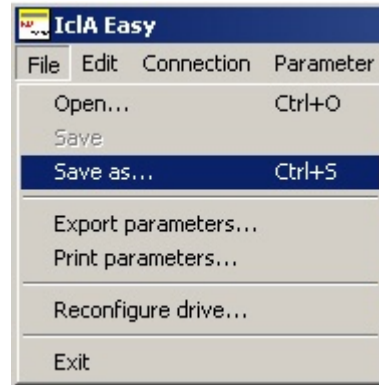 IclA Easy
File Edit Connection Parameter
Open... Ctrl+O
Save
Save as... Ctrl+S
Export parameters...
Print parameters...
Reconfigure drive...
Exit